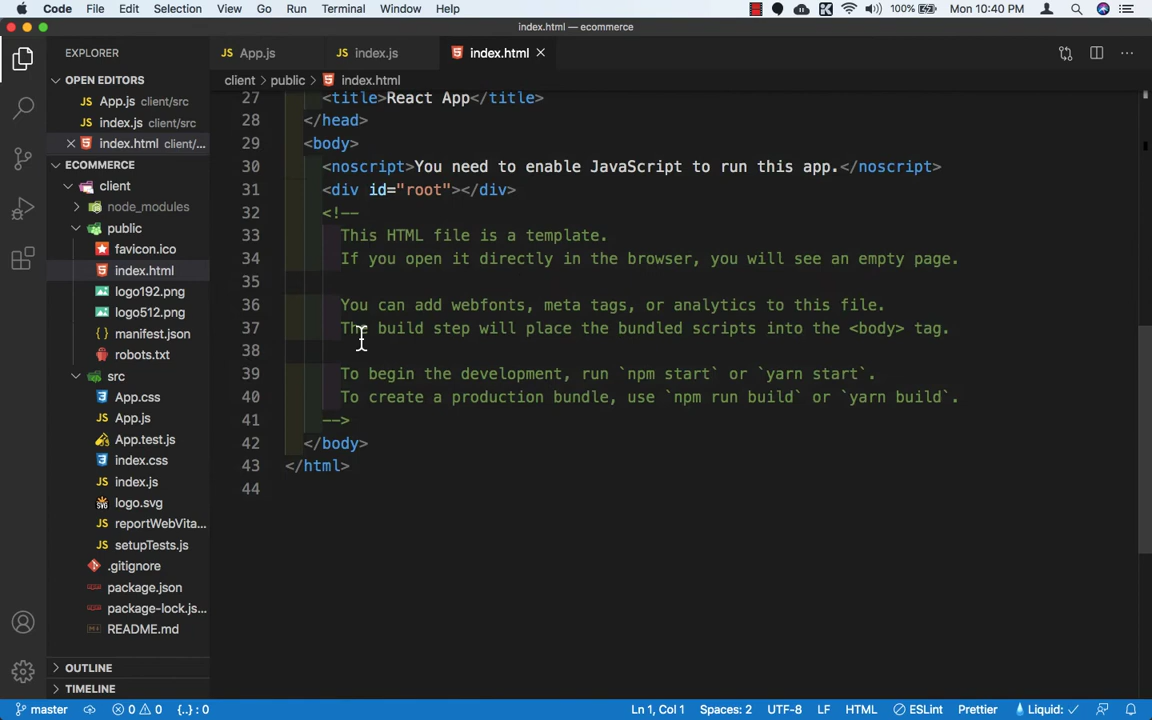 Code File Edit Selection View Go Run Terminal Window Help 100% Mon 10:40 PM
index.html — ecommerce
EXPLORER
OPEN EDITORS
JS App.js client/src
JS index.js client/src
index.html client/...
ECOMMERCE
client
node_modules
public
favicon.ico
index.html
logo192.png
logo512.png
manifest.json
robots.txt
src
App.css
JS App.js
App.test.js
index.css
JS index.js
logo.svg
JS reportWebVita...
JS setupTests.js
.gitignore
package.json
package-lock.js...
README.md
OUTLINE
TIMELINE
JS App.js JS index.js index.html
client > public > index.html
27 <title>React App</title>
28 </head>
29 <body>
30 <noscript>You need to enable JavaScript to run this app.</noscript>
31 <div id="root"></div>
32 <!--
33 This HTML file is a template.
34 If you open it directly in the browser, you will see an empty page.
35
36 You can add webfonts, meta tags, or analytics to this file.
37 The build step will place the bundled scripts into the <body> tag.
38
39 To begin the development, run `npm start` or `yarn start`.
40 To create a production bundle, use `npm run build` or `yarn build`.
41 -->
42 </body>
43 </html>
44
master 0 0 {..} : 0 Ln 1, Col 1 Spaces: 2 UTF-8 LF HTML ESLint Prettier Liquid: ✓